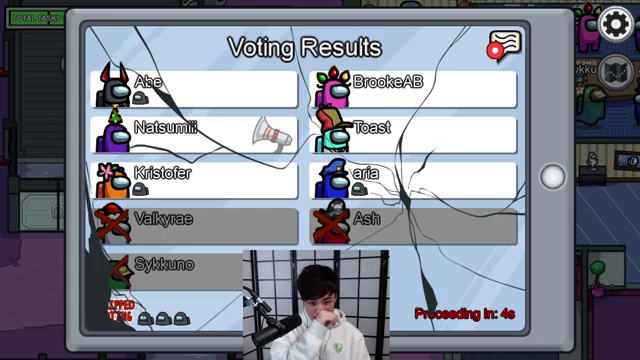 TOTAL TASKS
Voting Results
Abe
BrookeAB
Natsumiii
Toast
Kristofer
aria
Valkyrae
Ash
Sykkuno
Proceeding In: 4s